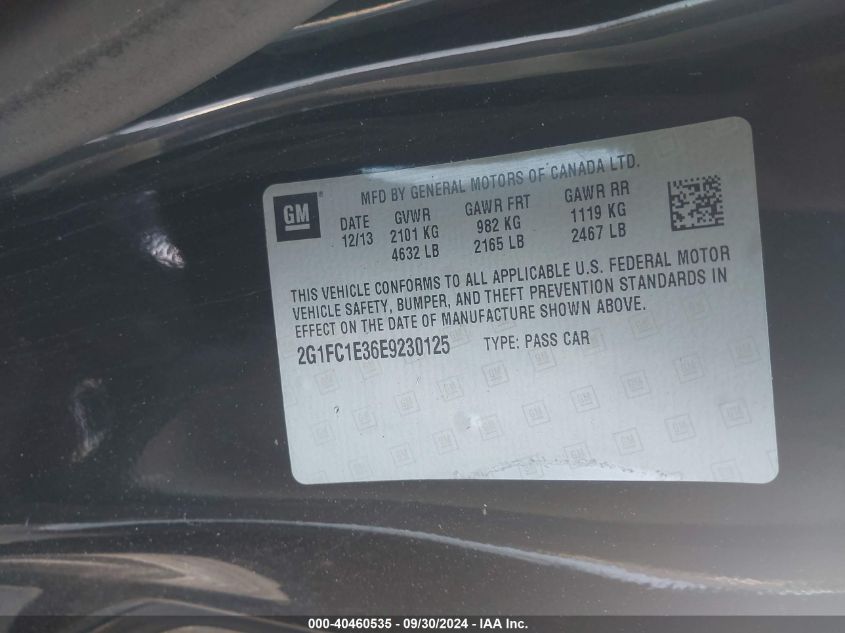 GM®
MFD BY GENERAL MOTORS OF CANADA LTD.
DATE GVWR GAWR FRT GAWR RR
12/13 2101 KG 982 KG 1119 KG
4632 LB 2165 LB 2467 LB
THIS VEHICLE CONFORMS TO ALL APPLICABLE U.S. FEDERAL MOTOR
VEHICLE SAFETY, BUMPER, AND THEFT PREVENTION STANDARDS IN
EFFECT ON THE DATE OF MANUFACTURE SHOWN ABOVE.
2G1FC1E36E9230125 TYPE: PASS CAR
000-40460535 - 09/30/2024 - IAA Inc.